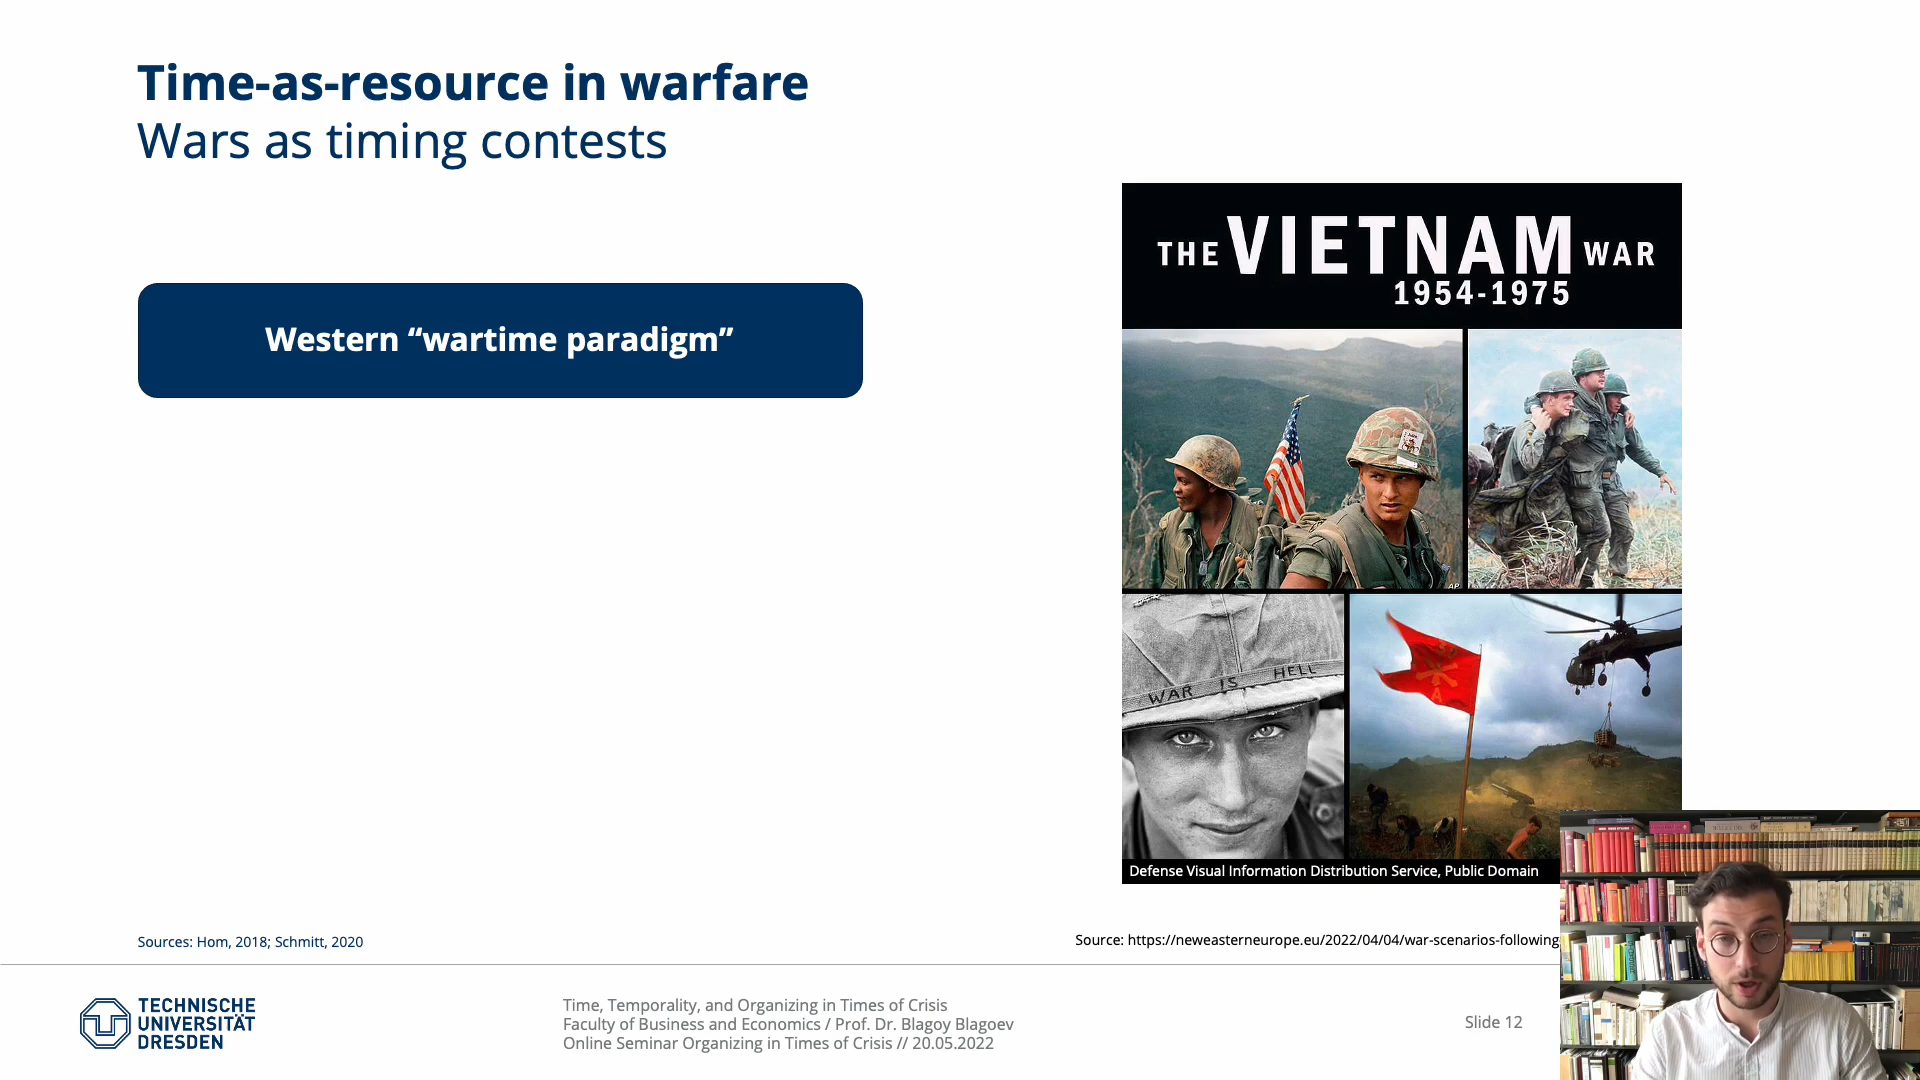 Time-as-resource in warfare
Wars as timing contests
Western “wartime paradigm”
THE VIETNAM WAR
1954-1975
AP
WAR IS HELL
A
Defense Visual Information Distribution Service, Public Domain
Sources: Hom, 2018; Schmitt, 2020
Source: https://neweasterneurope.eu/2022/04/04/war-scenarios-following
TECHNISCHE
UNIVERSITÄT
DRESDEN
Time, Temporality, and Organizing in Times of Crisis
Faculty of Business and Economics / Prof. Dr. Blagoy Blagoev
Online Seminar Organizing in Times of Crisis // 20.05.2022
Slide 12